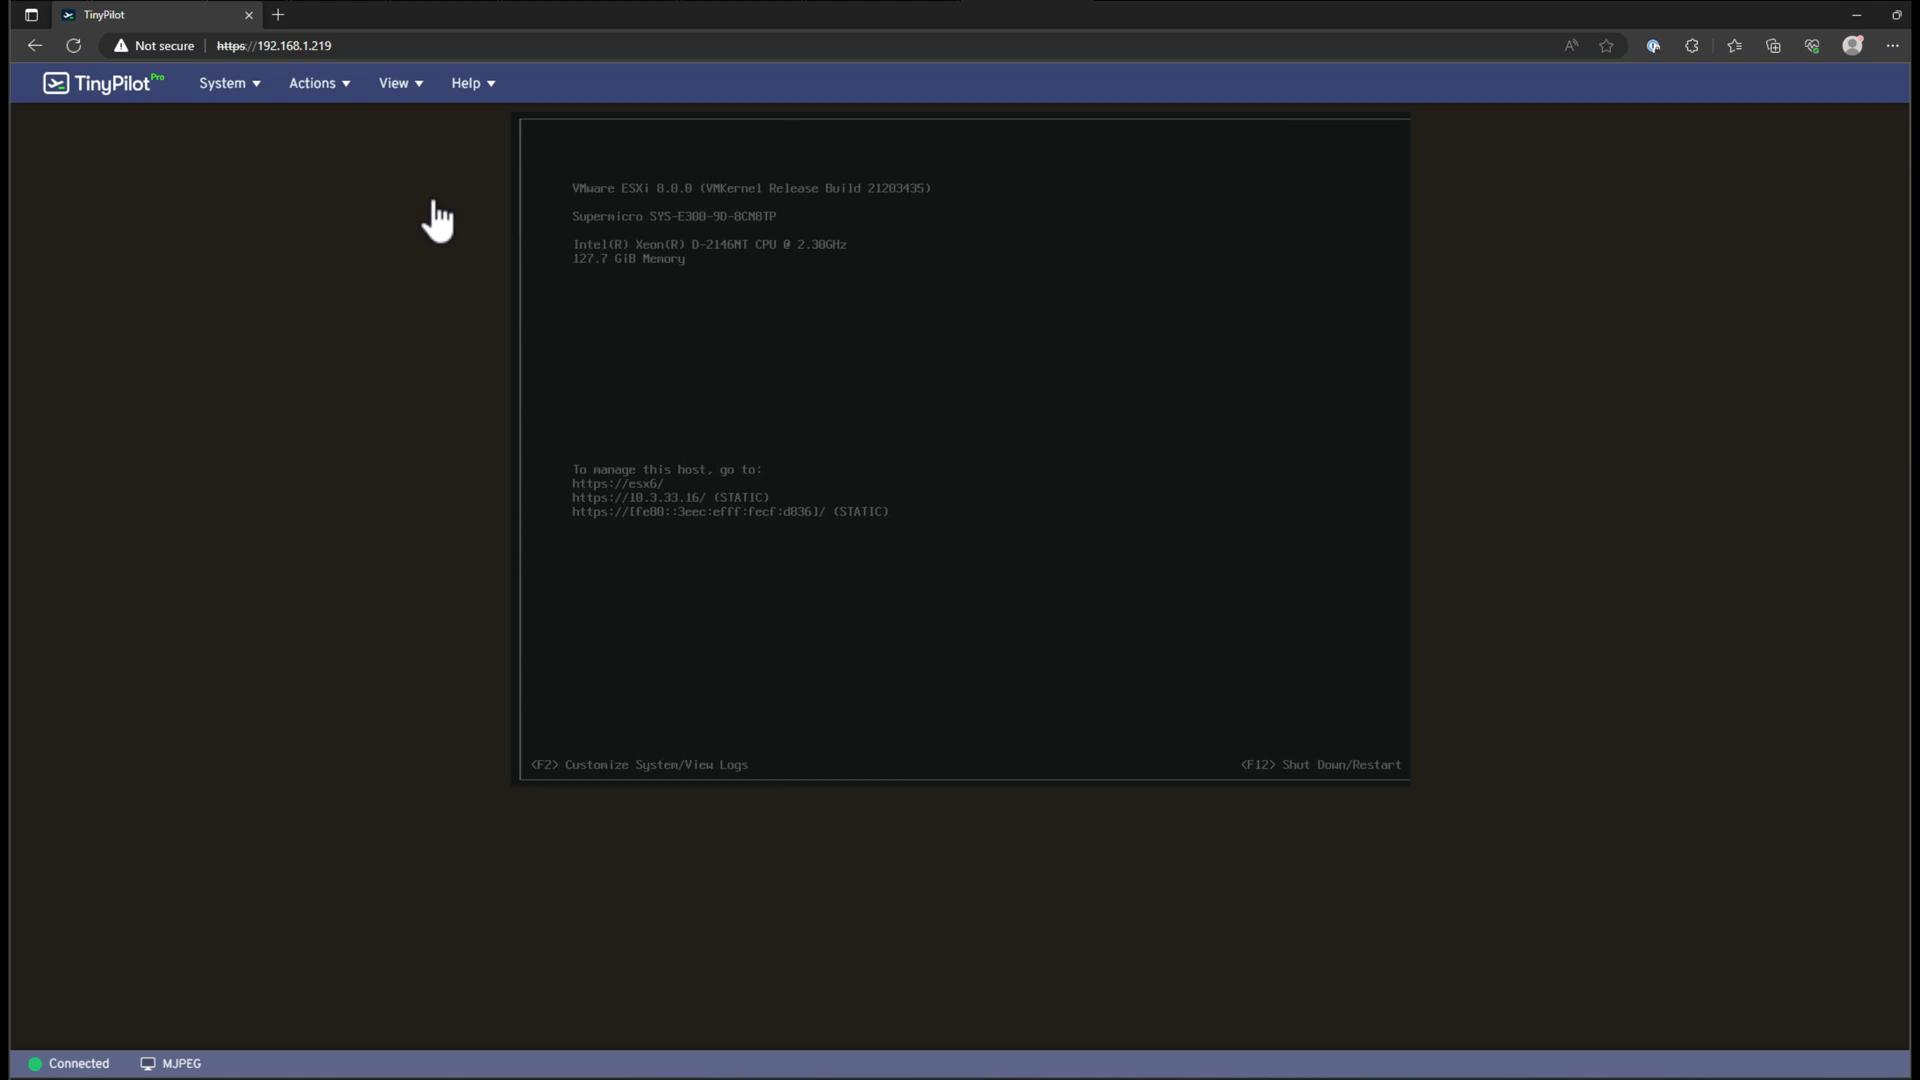 TinyPilot
Not secure
https://192.168.1.219
TinyPilot Pro
System
Actions
View
Help
VMware ESXi 8.0.0 (VMKernel Release Build 21203435)
Supermicro SYS-E300-9D-8CN8TP
Intel(R) Xeon(R) D-2146NT CPU @ 2.30GHz
127.7 GiB Memory
To manage this host, go to:
https://esx6/
https://10.3.33.16/ (STATIC)
https://[fe80::3eec:efff:fecf:d836]/ (STATIC)
<F2> Customize System/View Logs
<F12> Shut Down/Restart
Connected
MJPEG